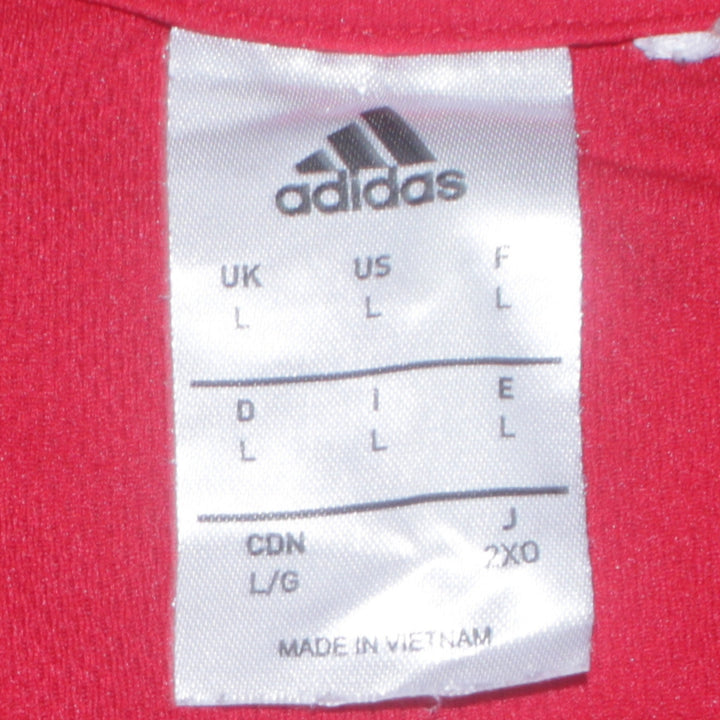 adidas
UK US F
L L L
D I E
L L L
CDN J
L/G 2XO
MADE IN VIETNAM